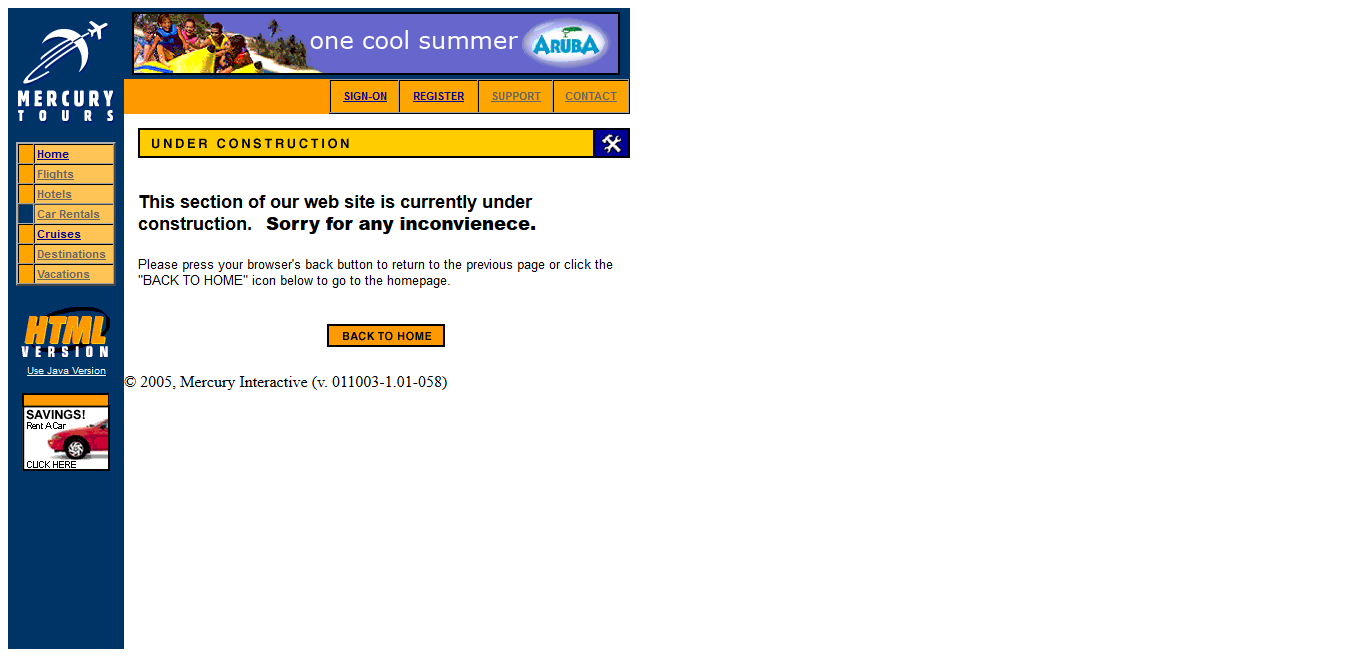 MERCURY
TOURS
one cool summer
ARUBA
SIGN-ON
REGISTER
SUPPORT
CONTACT
Home
Flights
Hotels
Car Rentals
Cruises
Destinations
Vacations
HTML
VERSION
Use Java Version
SAVINGS!
Rent A Car
CLICK HERE
UNDER CONSTRUCTION
This section of our web site is currently under
construction. Sorry for any inconvienece.
Please press your browser's back button to return to the previous page or click the
"BACK TO HOME" icon below to go to the homepage.
BACK TO HOME
© 2005, Mercury Interactive (v. 011003-1.01-058)